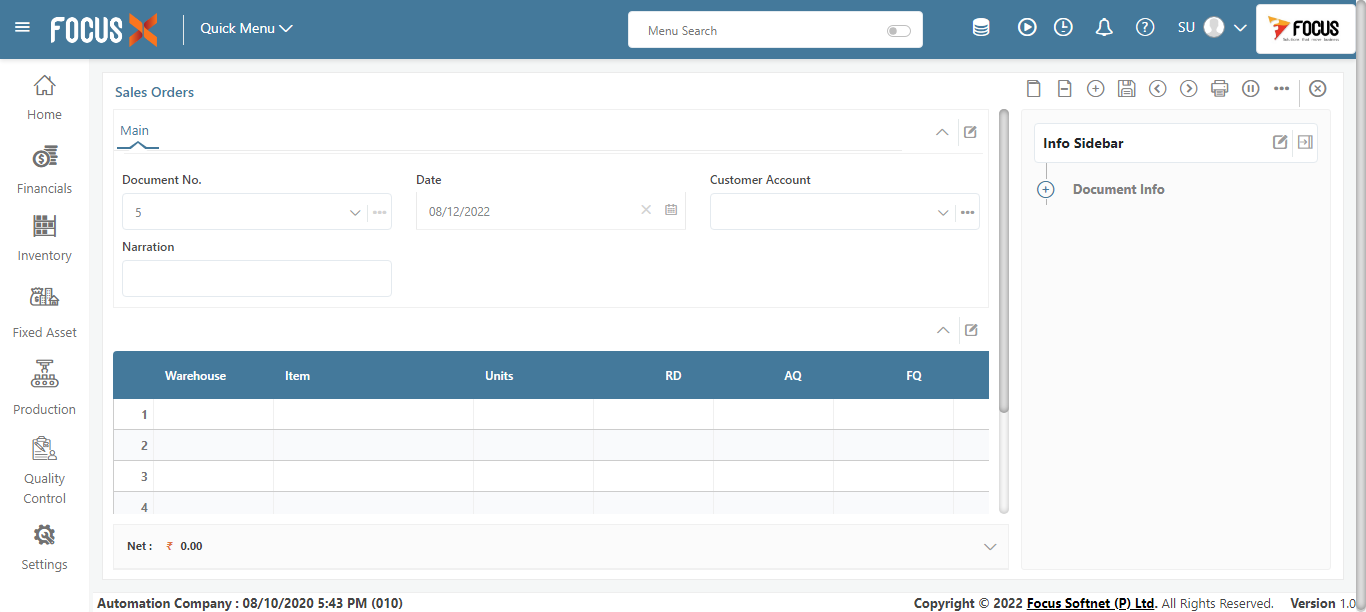 FOCUS X
Quick Menu
Menu Search
SU
FOCUS
Home
Financials
Inventory
Fixed Asset
Production
Quality
Control
Settings
Sales Orders
Main
Document No.
Date
Customer Account
5
08/12/2022
Narration
Info Sidebar
Document Info
Warehouse Item Units RD AQ FQ
1
2
3
4
Net : ₹ 0.00
Automation Company : 08/10/2020 5:43 PM (010)
Copyright © 2022 Focus Softnet (P) Ltd. All Rights Reserved. Version 1.0